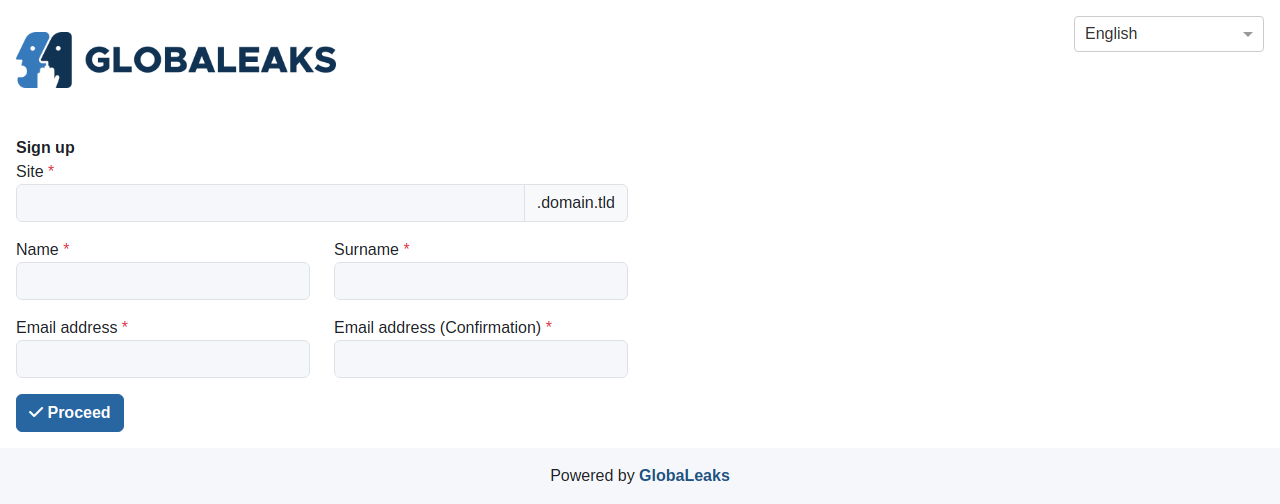 GLOBALEAKS
English
Sign up
Site *
.domain.tld
Name *
Surname *
Email address *
Email address (Confirmation) *
Proceed
Powered by GlobaLeaks